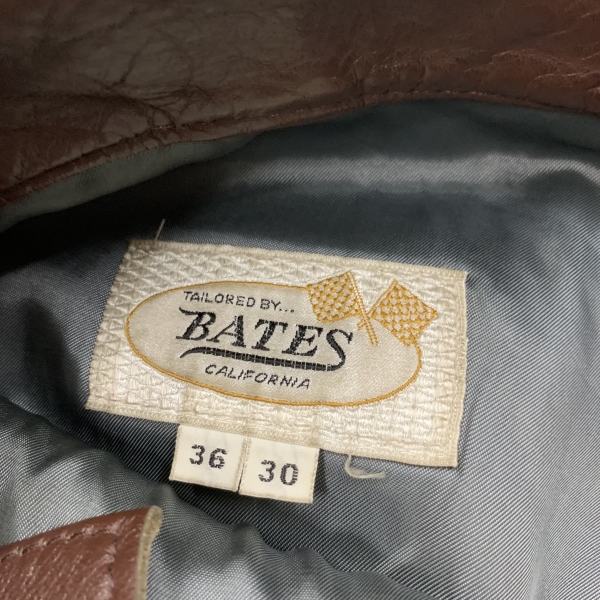 TAILORED BY...
BATES
CALIFORNIA
36 30